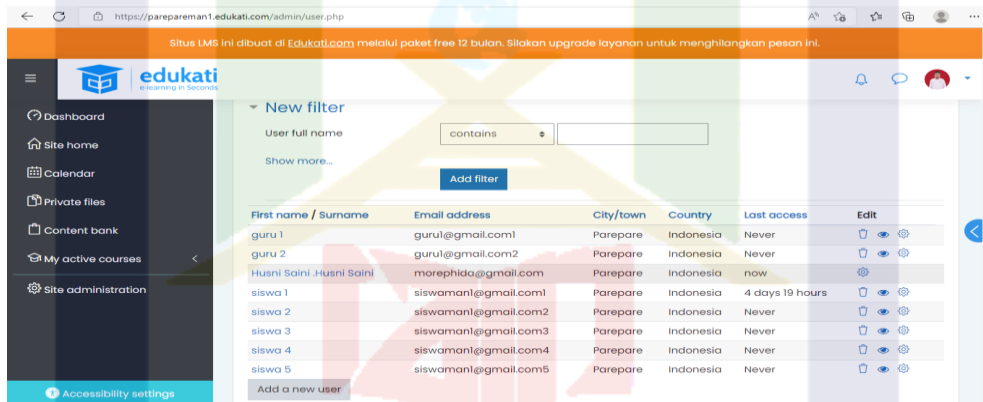 https://parepareman1.edukati.com/admin/user.php
Situs LMS ini dibuat di Edukati.com melalui paket free 12 bulan. Silakan upgrade layanan untuk menghilangkan pesan ini.
edukati
e-learning in Seconds
Dashboard
Site home
Calendar
Private files
Content bank
My active courses
Site administration
Accessibility settings
New filter
User full name contains
Show more...
Add filter
First name / Surname Email address City/town Country Last access Edit
guru 1 guru1@gmail.com1 Parepare Indonesia Never
guru 2 guru1@gmail.com2 Parepare Indonesia Never
Husni Saini .Husni Saini morephida@gmail.com Parepare Indonesia now
siswa 1 siswaman1@gmail.com1 Parepare Indonesia 4 days 19 hours
siswa 2 siswaman1@gmail.com2 Parepare Indonesia Never
siswa 3 siswaman1@gmail.com3 Parepare Indonesia Never
siswa 4 siswaman1@gmail.com4 Parepare Indonesia Never
siswa 5 siswaman1@gmail.com5 Parepare Indonesia Never
Add a new user